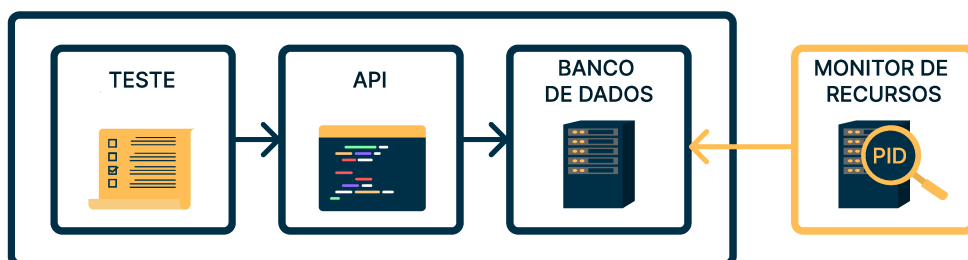 TESTE
API
BANCO
DE DADOS
MONITOR DE
RECURSOS
PID